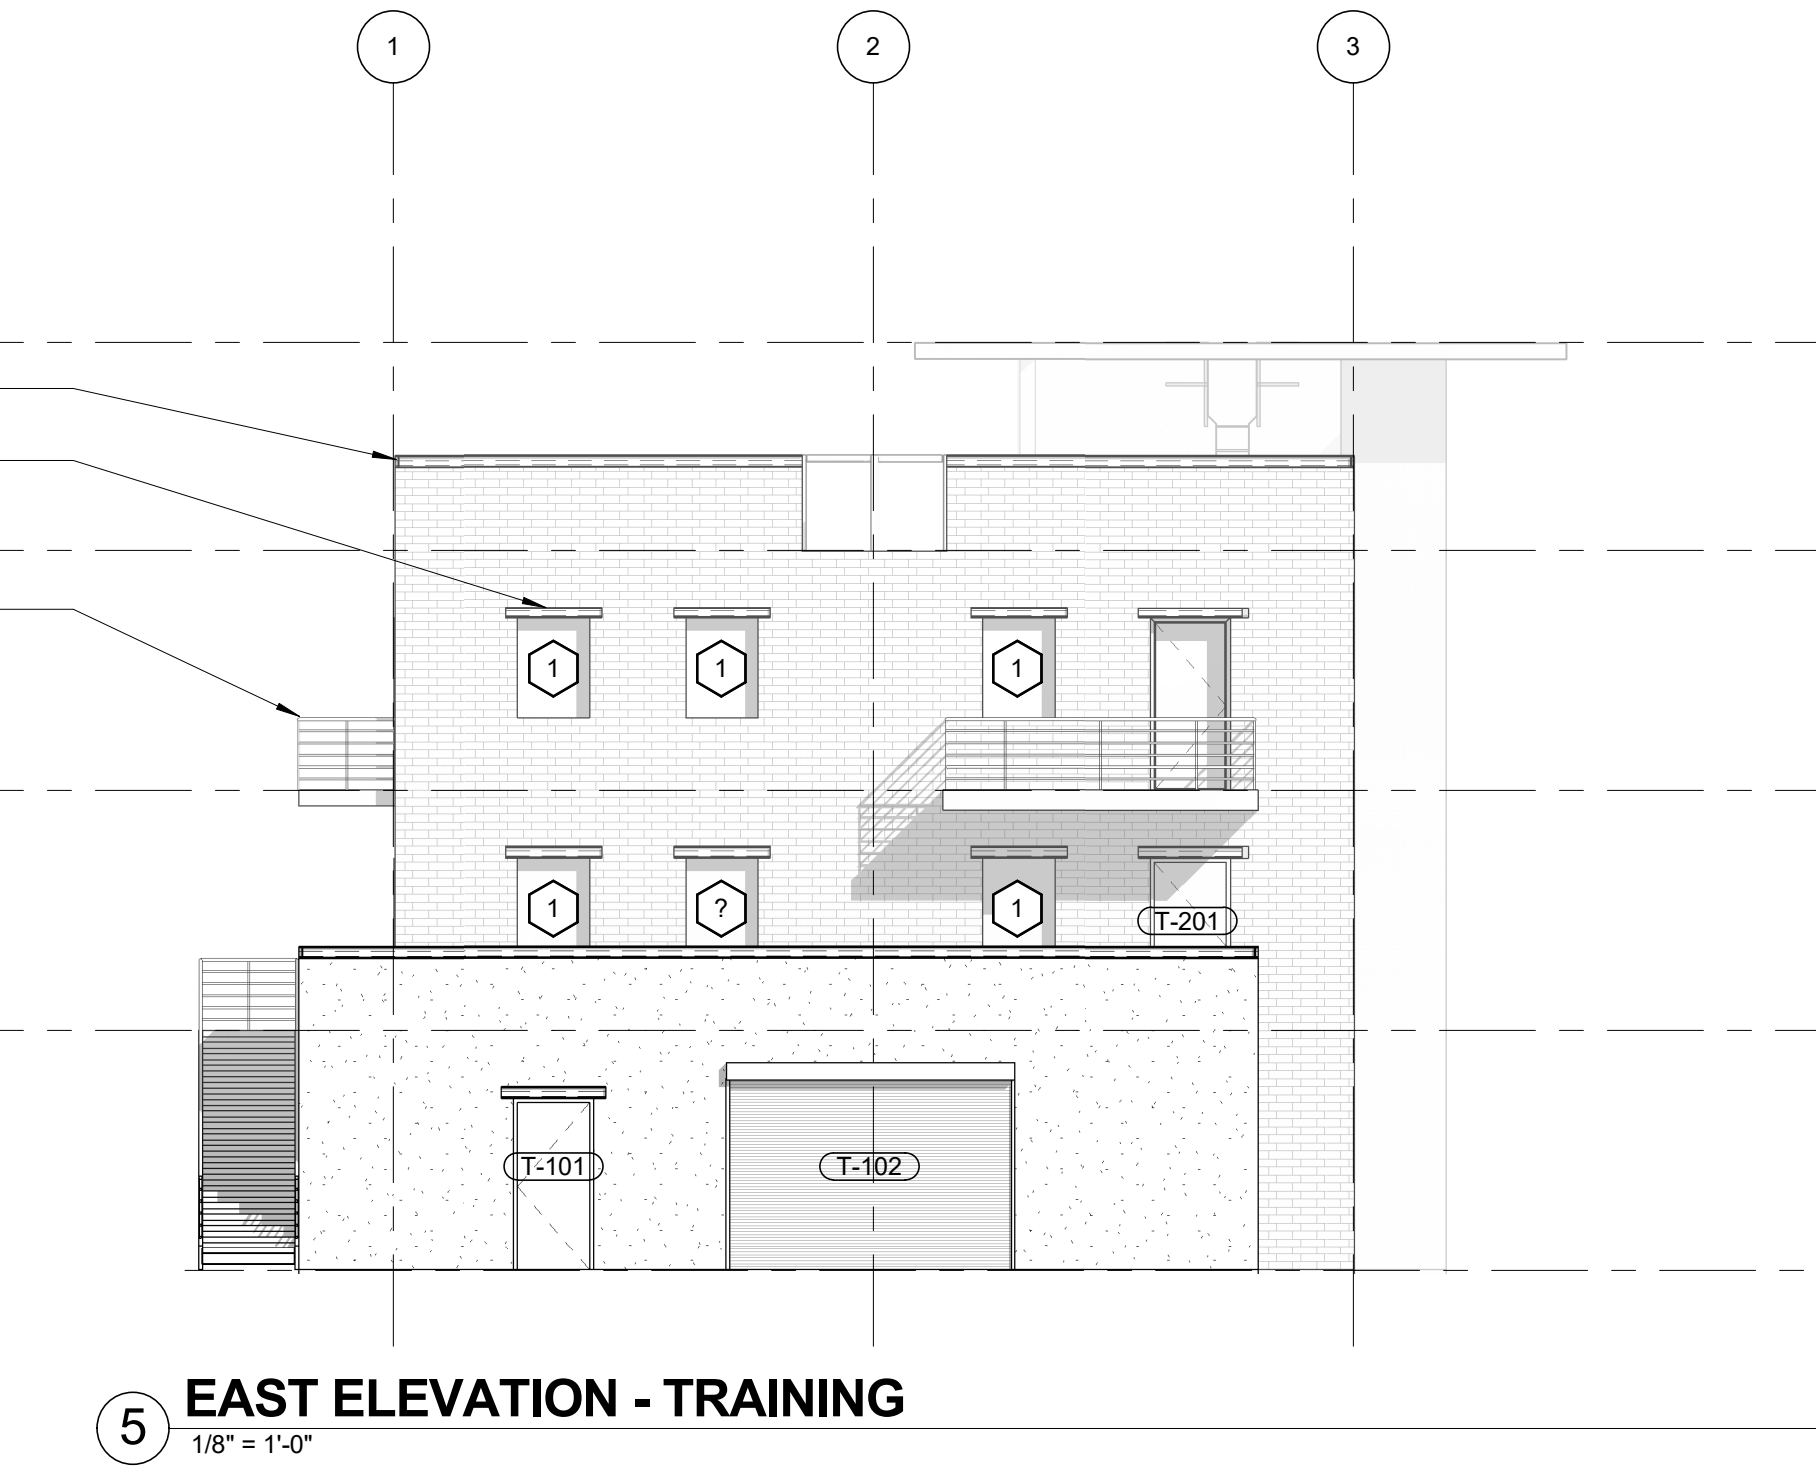 1 2 3
1 1 1
1 ? 1
T-201
T-101 T-102
5 EAST ELEVATION - TRAINING
1/8" = 1'-0"